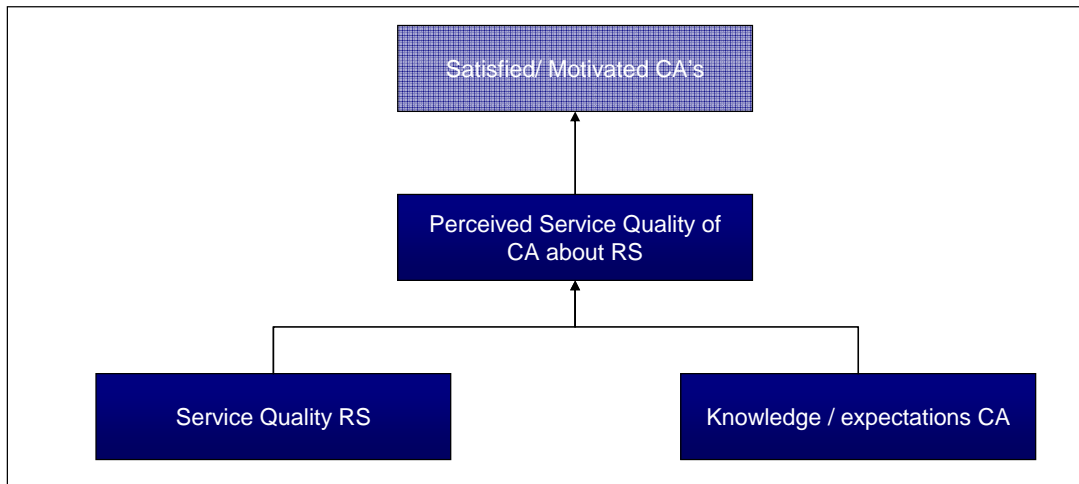 Satisfied/ Motivated CA's
Perceived Service Quality of
CA about RS
Service Quality RS
Knowledge / expectations CA